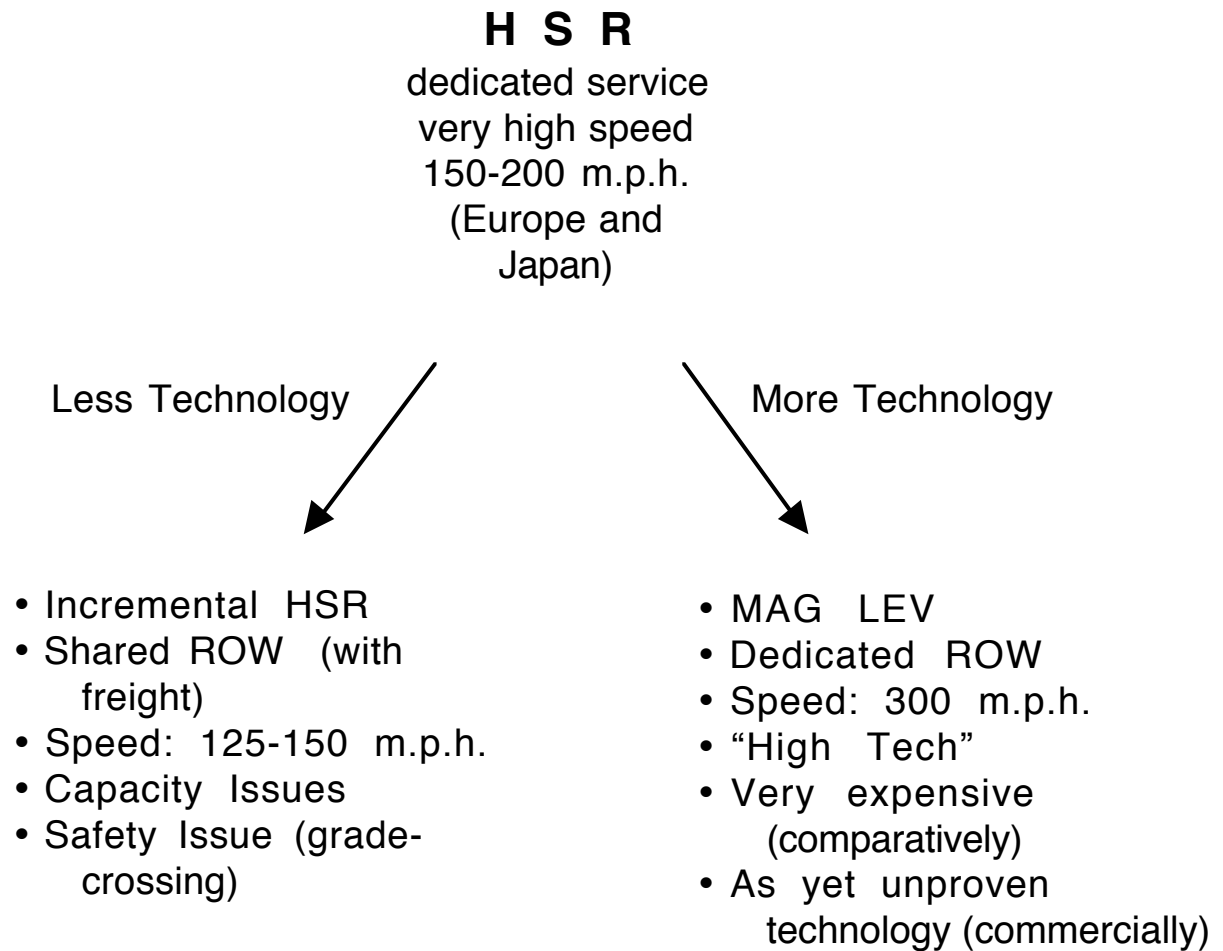 H S R
dedicated service
very high speed
150-200 m.p.h.
(Europe and
Japan)
Less Technology
More Technology
• Incremental HSR
• Shared ROW (with
freight)
• Speed: 125-150 m.p.h.
• Capacity Issues
• Safety Issue (grade-
crossing)
• MAG LEV
• Dedicated ROW
• Speed: 300 m.p.h.
• “High Tech”
• Very expensive
(comparatively)
• As yet unproven
technology (commercially)